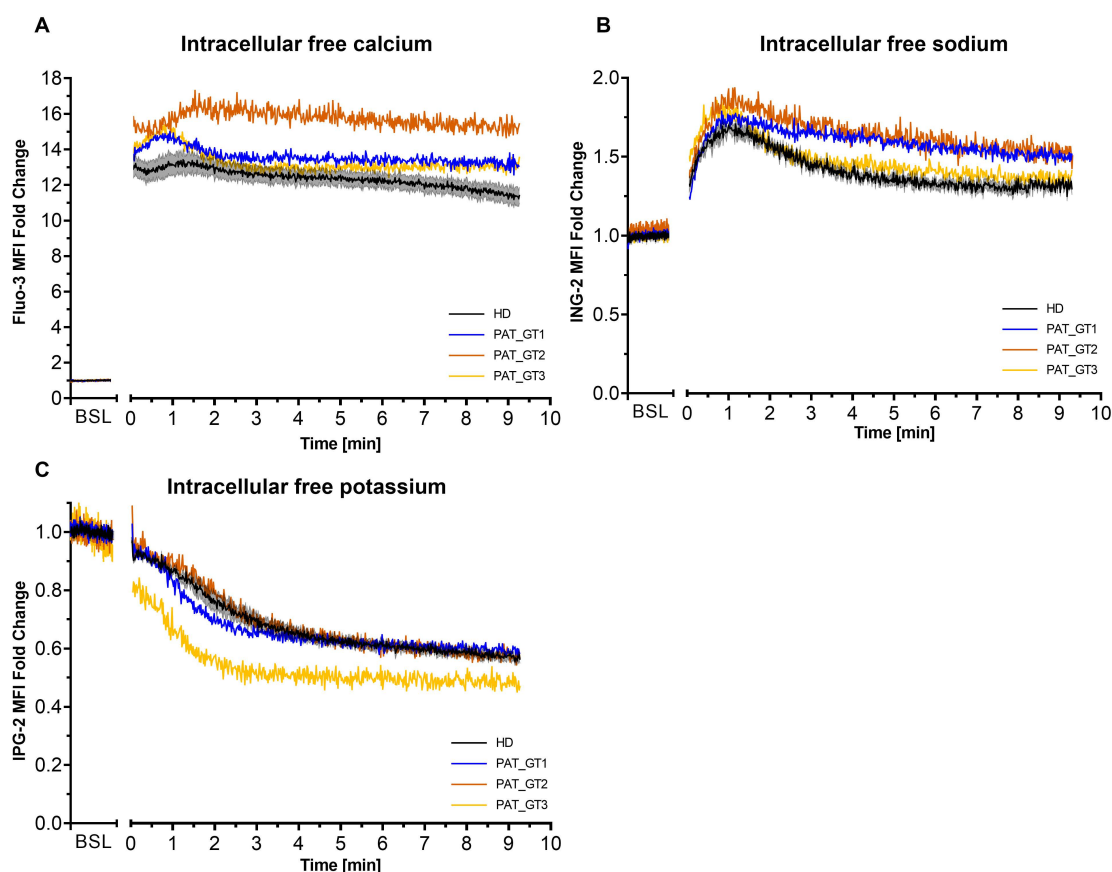 A
Intracellular free calcium
Fluo-3 MFI Fold Change
18
16
14
12
10
8
6
4
2
0
BSL
0 1 2 3 4 5 6 7 8 9 10
Time [min]
HD
PAT_GT1
PAT_GT2
PAT_GT3
B
Intracellular free sodium
ING-2 MFI Fold Change
2.0
1.5
1.0
0.5
0.0
BSL
0 1 2 3 4 5 6 7 8 9 10
Time [min]
HD
PAT_GT1
PAT_GT2
PAT_GT3
C
Intracellular free potassium
IPG-2 MFI Fold Change
1.0
0.8
0.6
0.4
0.2
0.0
BSL
0 1 2 3 4 5 6 7 8 9 10
Time [min]
HD
PAT_GT1
PAT_GT2
PAT_GT3